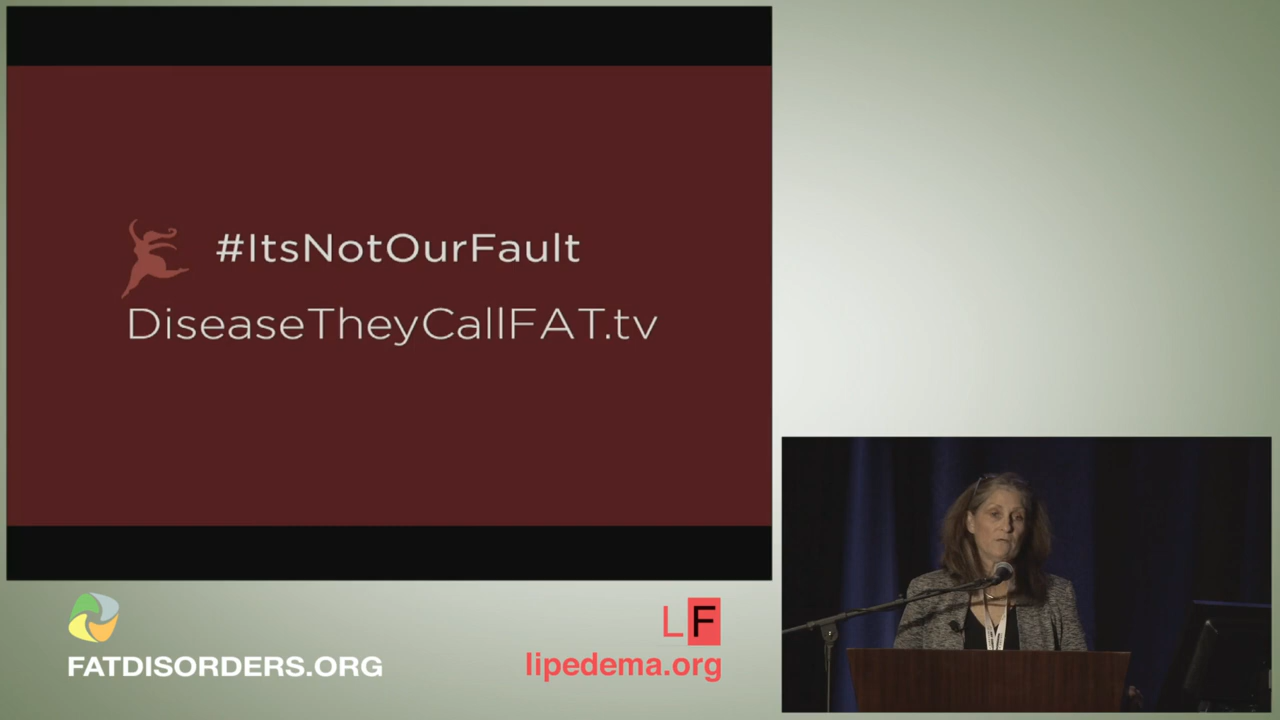 #ItsNotOurFault
DiseaseTheyCallFAT.tv
FATDISORDERS.ORG
LF
lipedema.org